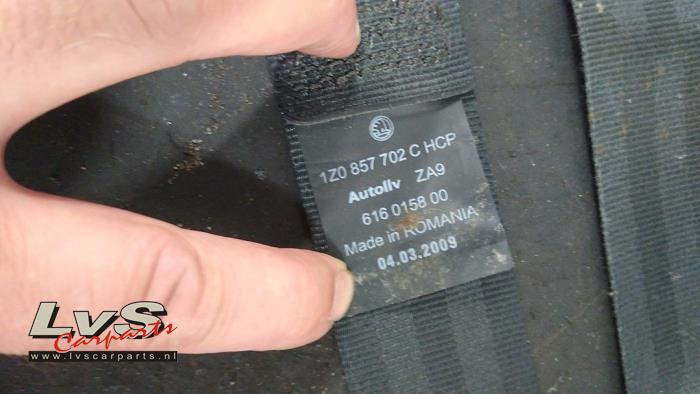 1Z0 857 702 C HCP
Autoliv ZA9
616 0158 00
Made in ROMANIA
04.03.2009
LvS
Carparts
www.lvscarparts.nl